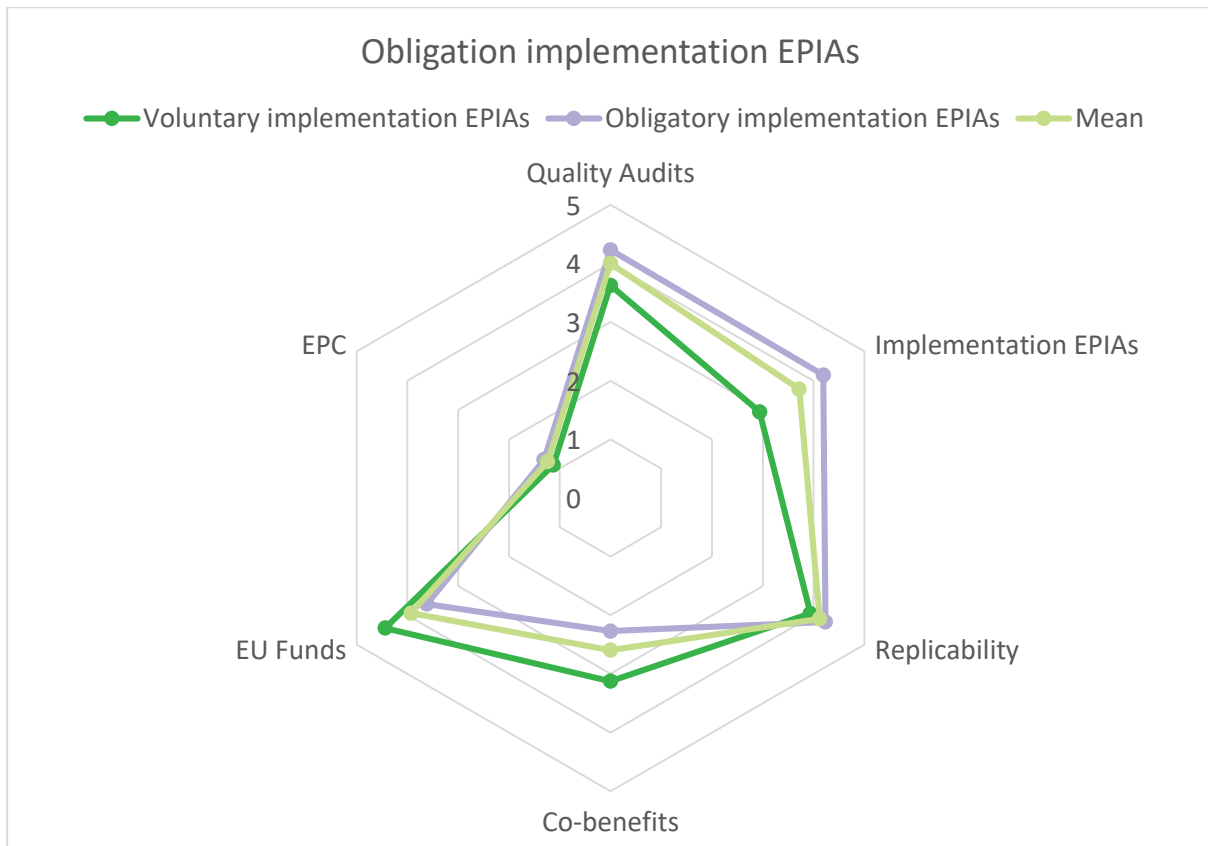 Obligation implementation EPIAs
Voluntary implementation EPIAs Obligatory implementation EPIAs Mean
Quality Audits
5
4
3
EPC Implementation EPIAs
2
1
0
EU Funds Replicability
Co-benefits